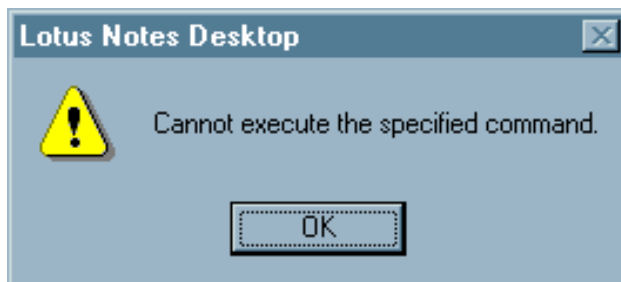 Lotus Notes Desktop
Cannot execute the specified command.
OK